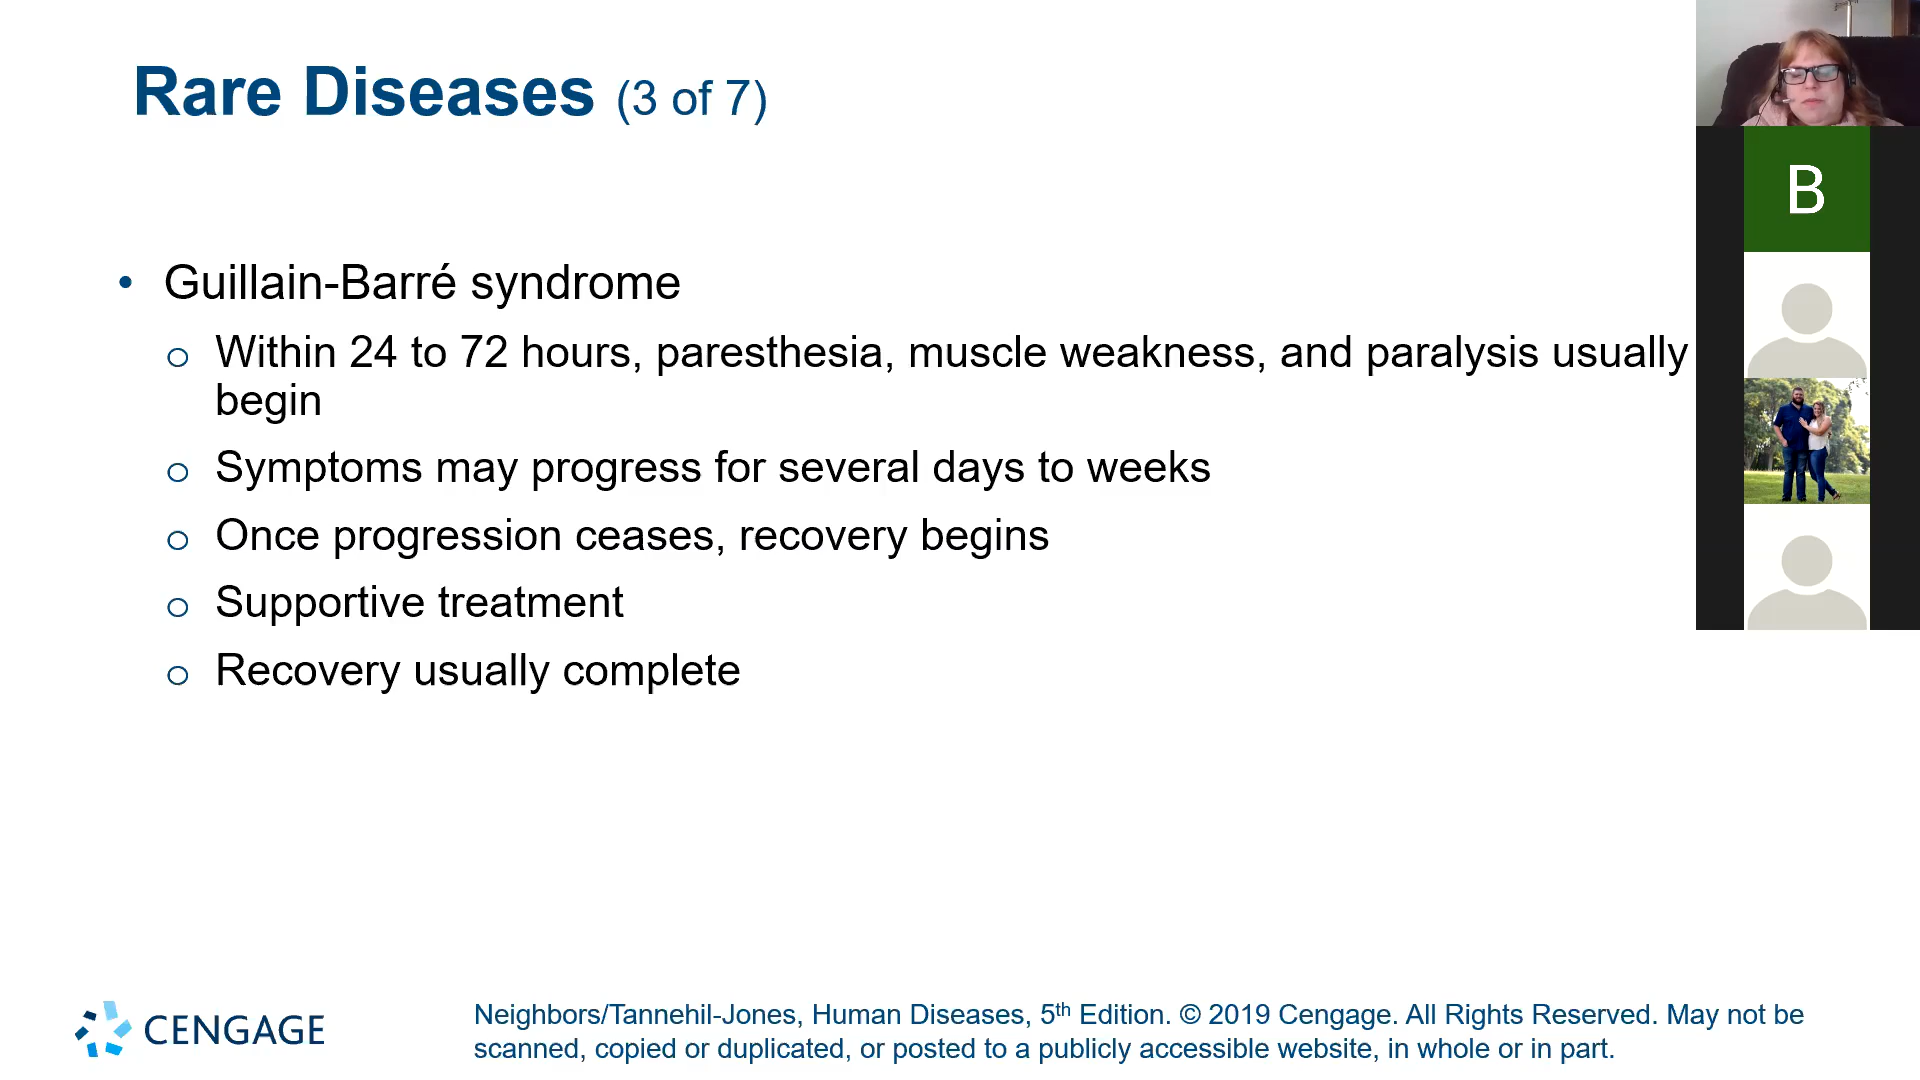 Rare Diseases (3 of 7)
B
• Guillain-Barré syndrome
o Within 24 to 72 hours, paresthesia, muscle weakness, and paralysis usually
begin
o Symptoms may progress for several days to weeks
o Once progression ceases, recovery begins
o Supportive treatment
o Recovery usually complete
CENGAGE
Neighbors/Tannehil-Jones, Human Diseases, 5th Edition. © 2019 Cengage. All Rights Reserved. May not be
scanned, copied or duplicated, or posted to a publicly accessible website, in whole or in part.